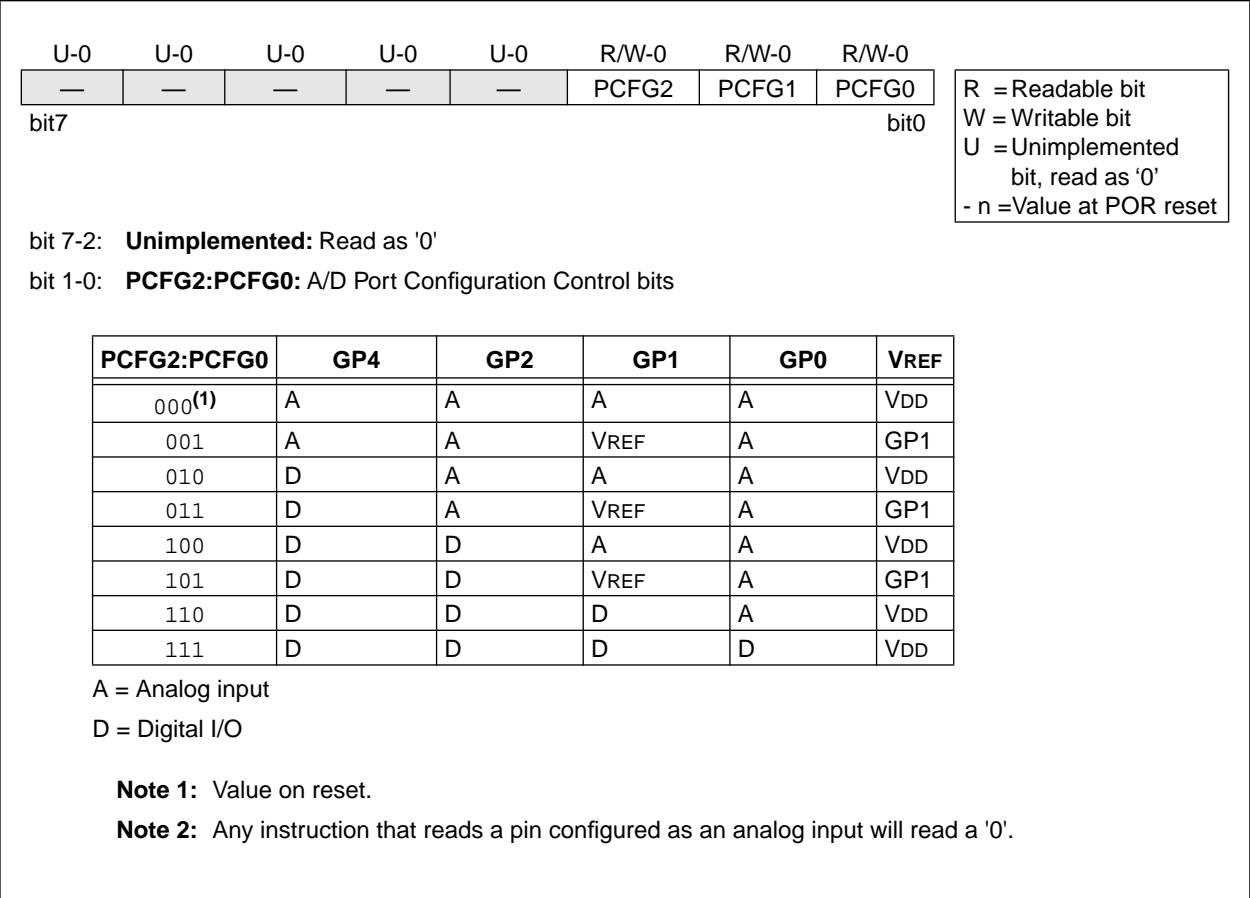 U-0 U-0 U-0 U-0 U-0 R/W-0 R/W-0 R/W-0
— — — — — PCFG2 PCFG1 PCFG0
bit7 bit0
R = Readable bit
W = Writable bit
U = Unimplemented
bit, read as ‘0’
- n =Value at POR reset
bit 7-2: Unimplemented: Read as '0'
bit 1-0: PCFG2:PCFG0: A/D Port Configuration Control bits
PCFG2:PCFG0 GP4 GP2 GP1 GP0 VREF
000(1) A A A A VDD
001 A A VREF A GP1
010 D A A A VDD
011 D A VREF A GP1
100 D D A A VDD
101 D D VREF A GP1
110 D D D A VDD
111 D D D D VDD
A = Analog input
D = Digital I/O
Note 1: Value on reset.
Note 2: Any instruction that reads a pin configured as an analog input will read a '0'.